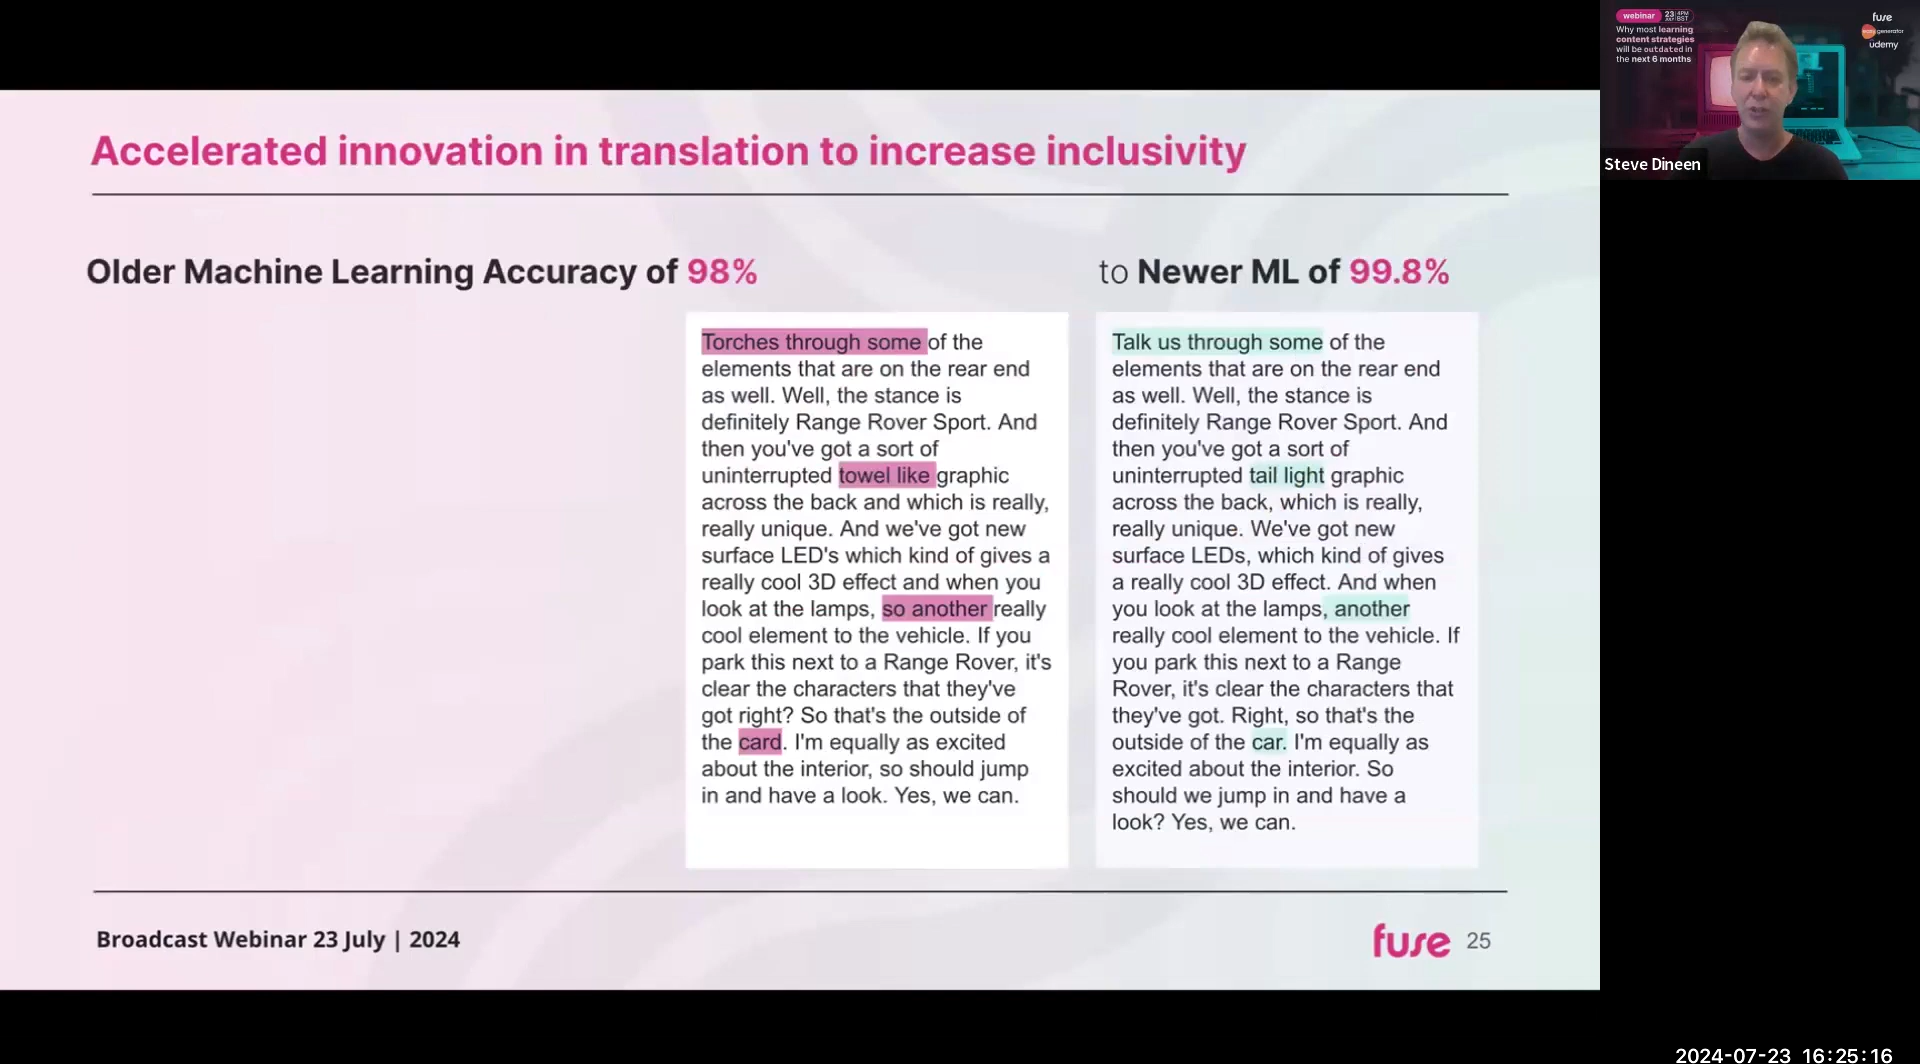 Accelerated innovation in translation to increase inclusivity
Older Machine Learning Accuracy of 98%
to Newer ML of 99.8%
Torches through some of the
elements that are on the rear end
as well. Well, the stance is
definitely Range Rover Sport. And
then you've got a sort of
uninterrupted towel like graphic
across the back and which is really,
really unique. And we've got new
surface LED's which kind of gives a
really cool 3D effect and when you
look at the lamps, so another really
cool element to the vehicle. If you
park this next to a Range Rover, it's
clear the characters that they've
got right? So that's the outside of
the card. I'm equally as excited
about the interior, so should jump
in and have a look. Yes, we can.
Talk us through some of the
elements that are on the rear end
as well. Well, the stance is
definitely Range Rover Sport. And
then you've got a sort of
uninterrupted tail light graphic
across the back, which is really,
really unique. We've got new
surface LEDs, which kind of gives
a really cool 3D effect. And when
you look at the lamps, another
really cool element to the vehicle. If
you park this next to a Range
Rover, it's clear the characters that
they've got. Right, so that's the
outside of the car. I'm equally as
excited about the interior. So
should we jump in and have a
look? Yes, we can.
Broadcast Webinar 23 July | 2024
fuse 25
webinar 23 JULY 4PM BST
Why most learning
content strategies
will be outdated in
the next 6 months
fuse
easygenerator
udemy
Steve Dineen
2024-07-23 16:25:16